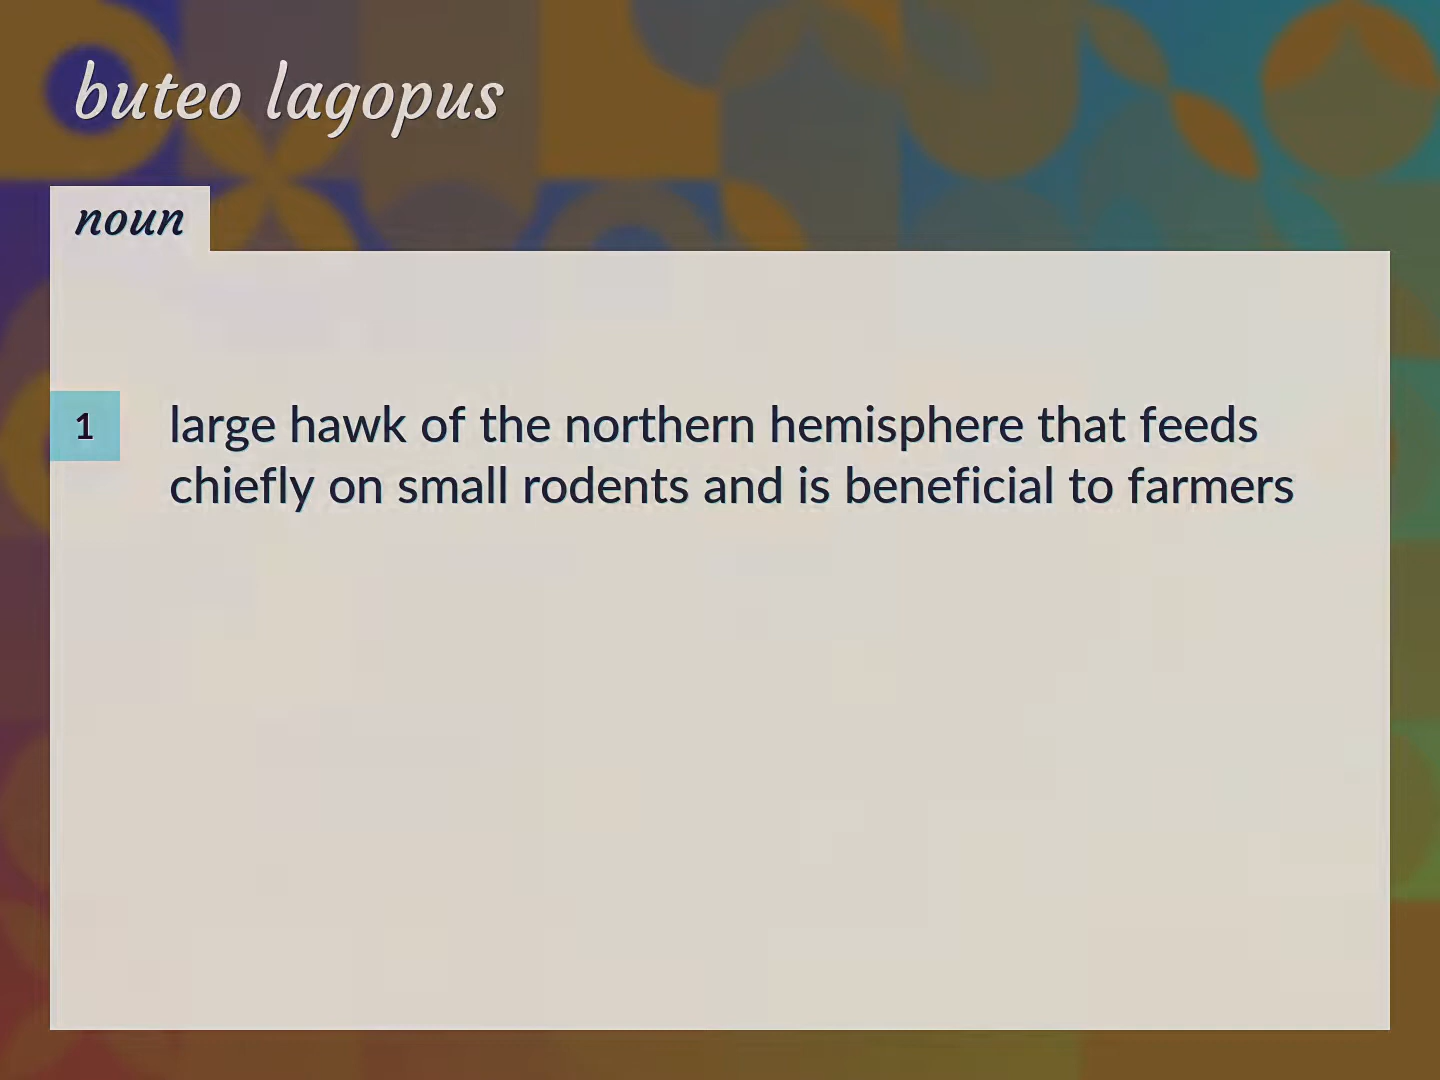 buteo lagopus
noun
1
large hawk of the northern hemisphere that feeds
chiefly on small rodents and is beneficial to farmers